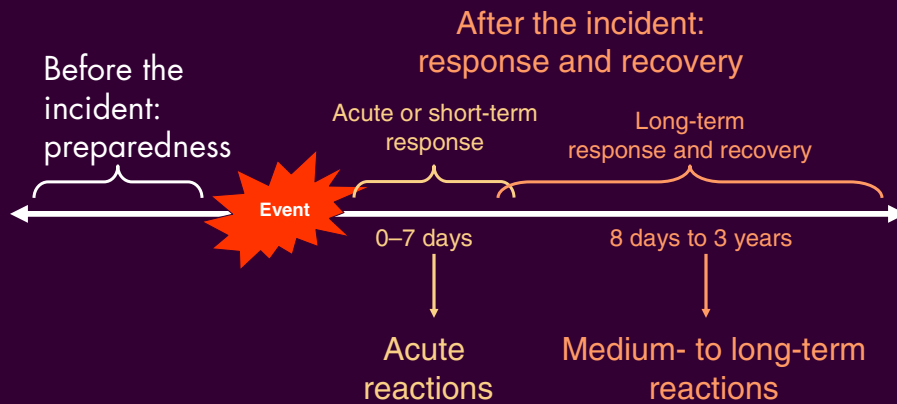 Before the
incident:
preparedness
Event
After the incident:
response and recovery
Acute or short-term
response
Long-term
response and recovery
0–7 days
8 days to 3 years
Acute
reactions
Medium- to long-term
reactions